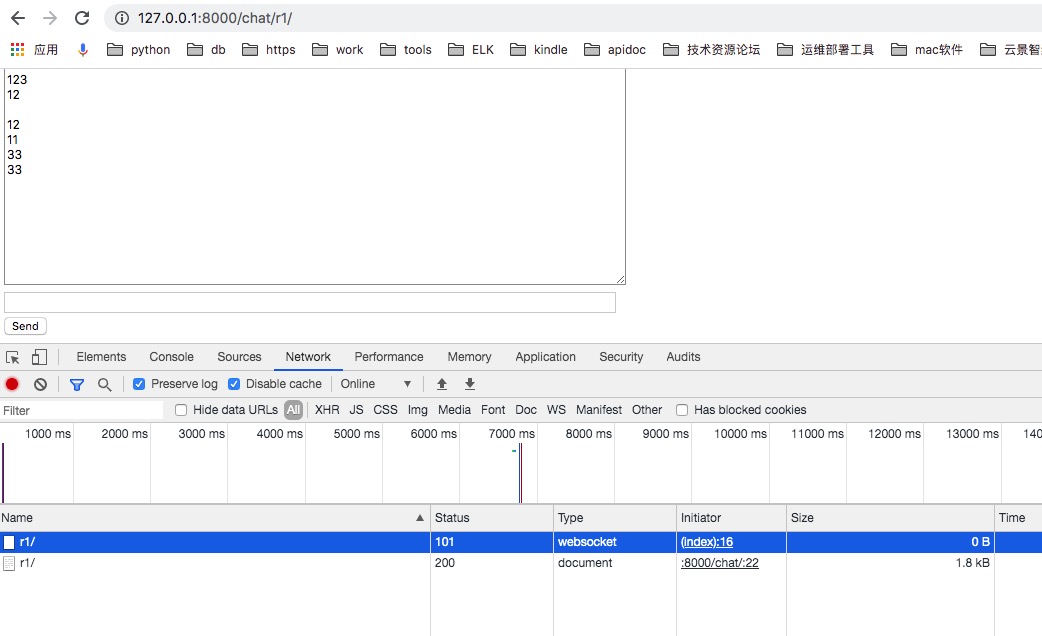 127.0.0.1:8000/chat/r1/
应用 python db https work tools ELK kindle apidoc 技术资源论坛 运维部署工具 mac软件 云景智
123
12
12
11
33
33
Send
Elements Console Sources Network Performance Memory Application Security Audits
Preserve log Disable cache Online
Filter Hide data URLs All XHR JS CSS Img Media Font Doc WS Manifest Other Has blocked cookies
1000 ms 2000 ms 3000 ms 4000 ms 5000 ms 6000 ms 7000 ms 8000 ms 9000 ms 10000 ms 11000 ms 12000 ms 13000 ms 140
Name Status Type Initiator Size Time
r1/ 101 websocket (index):16 0 B
r1/ 200 document :8000/chat/:22 1.8 kB